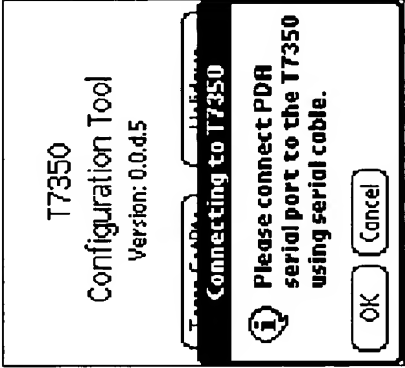 T7350
Configuration Tool
Version: 0.0.d.5
Connecting to T7350
Please connect PDA
serial port to the T7350
using serial cable.
OK
Cancel